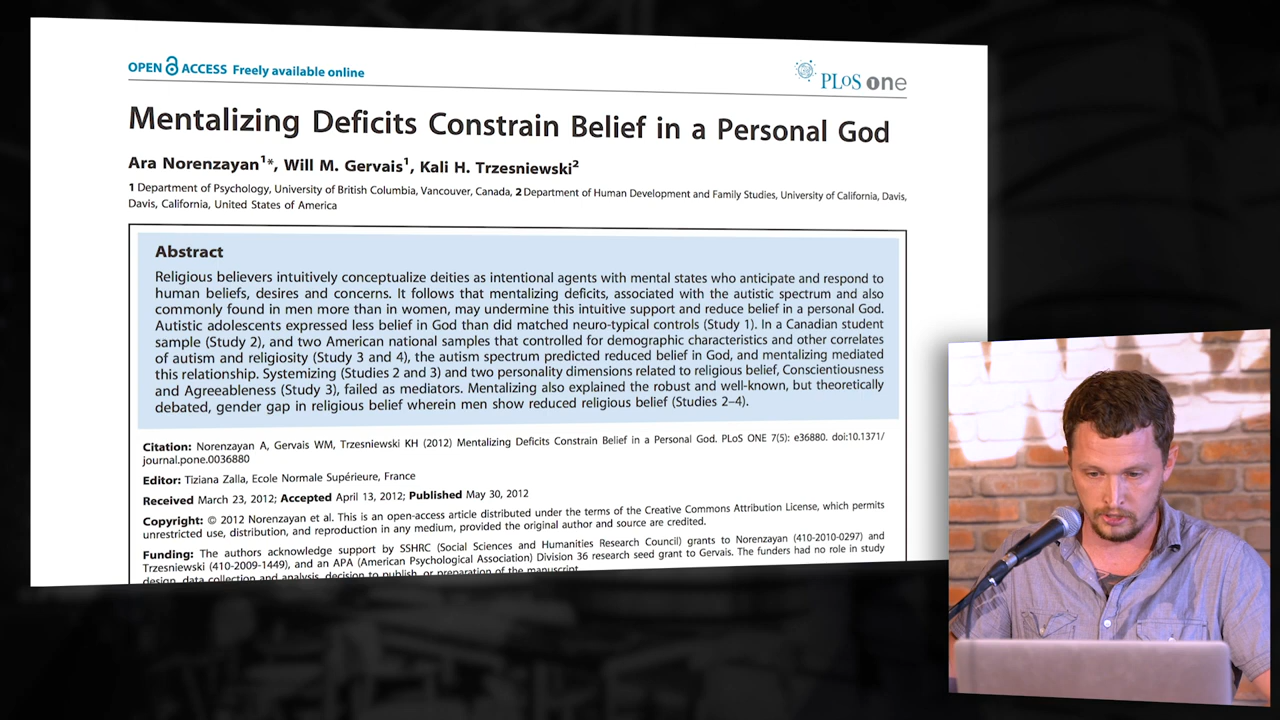 OPEN ACCESS Freely available online
PLoS one
Mentalizing Deficits Constrain Belief in a Personal God
Ara Norenzayan1*, Will M. Gervais1, Kali H. Trzesniewski2
1 Department of Psychology, University of British Columbia, Vancouver, Canada, 2 Department of Human Development and Family Studies, University of California, Davis,
Davis, California, United States of America
Abstract
Religious believers intuitively conceptualize deities as intentional agents with mental states who anticipate and respond to
human beliefs, desires and concerns. It follows that mentalizing deficits, associated with the autistic spectrum and also
commonly found in men more than in women, may undermine this intuitive support and reduce belief in a personal God.
Autistic adolescents expressed less belief in God than did matched neuro-typical controls (Study 1). In a Canadian student
sample (Study 2), and two American national samples that controlled for demographic characteristics and other correlates
of autism and religiosity (Study 3 and 4), the autism spectrum predicted reduced belief in God, and mentalizing mediated
this relationship. Systemizing (Studies 2 and 3) and two personality dimensions related to religious belief, Conscientiousness
and Agreeableness (Study 3), failed as mediators. Mentalizing also explained the robust and well-known, but theoretically
debated, gender gap in religious belief wherein men show reduced religious belief (Studies 2–4).
Citation: Norenzayan A, Gervais WM, Trzesniewski KH (2012) Mentalizing Deficits Constrain Belief in a Personal God. PLoS ONE 7(5): e36880. doi:10.1371/
journal.pone.0036880
Editor: Tiziana Zalla, Ecole Normale Supérieure, France
Received March 23, 2012; Accepted April 13, 2012; Published May 30, 2012
Copyright: © 2012 Norenzayan et al. This is an open-access article distributed under the terms of the Creative Commons Attribution License, which permits
unrestricted use, distribution, and reproduction in any medium, provided the original author and source are credited.
Funding: The authors acknowledge support by SSHRC (Social Sciences and Humanities Research Council) grants to Norenzayan (410-2010-0297) and
Trzesniewski (410-2009-1449), and an APA (American Psychological Association) Division 36 research seed grant to Gervais. The funders had no role in study
design, data collection and analysis, decision to publish, or preparation of the manuscript.